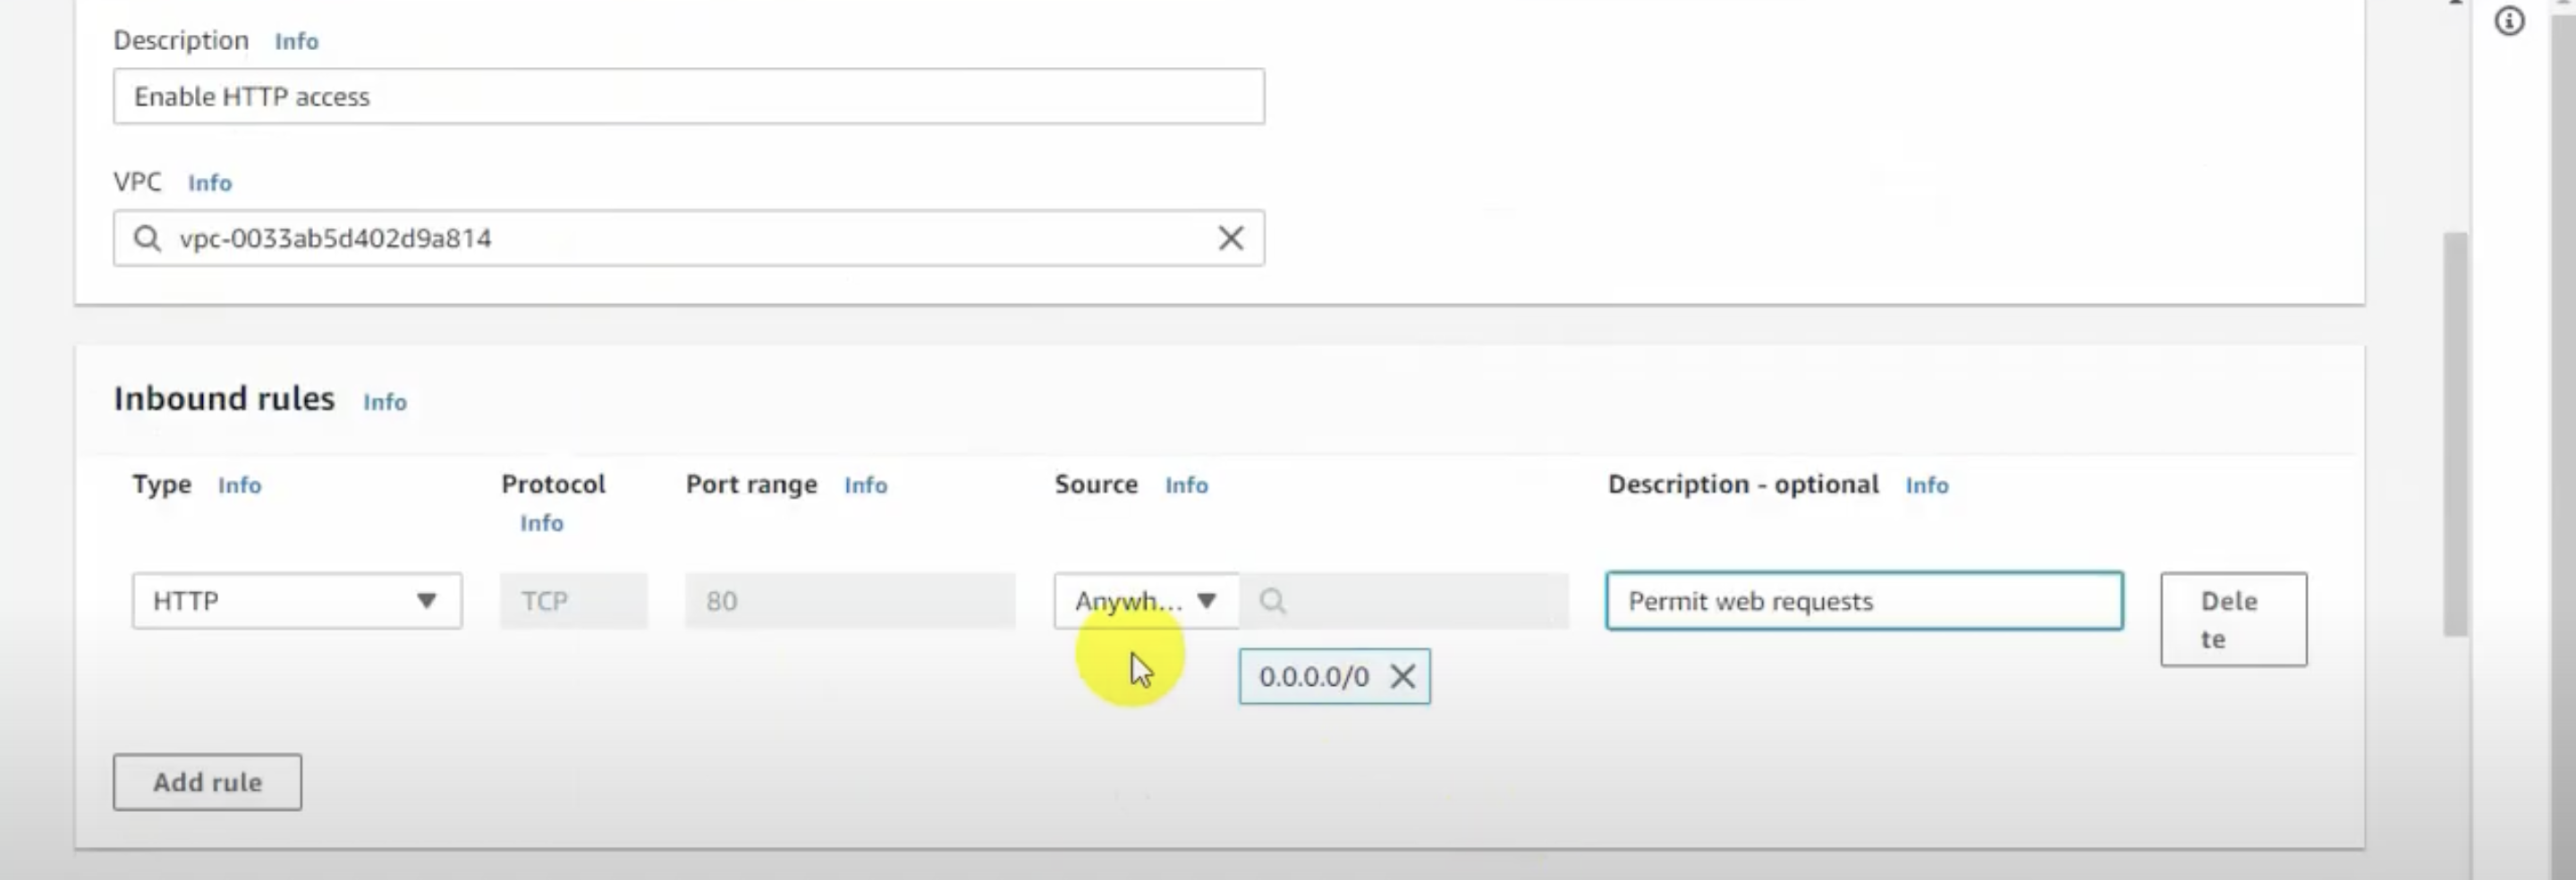 Description Info
Enable HTTP access
VPC Info
vpc-0033ab5d402d9a814
Inbound rules Info
Type Info Protocol Info Port range Info Source Info Description - optional Info
HTTP TCP 80 Anywh... Permit web requests Dele
te
0.0.0.0/0
Add rule